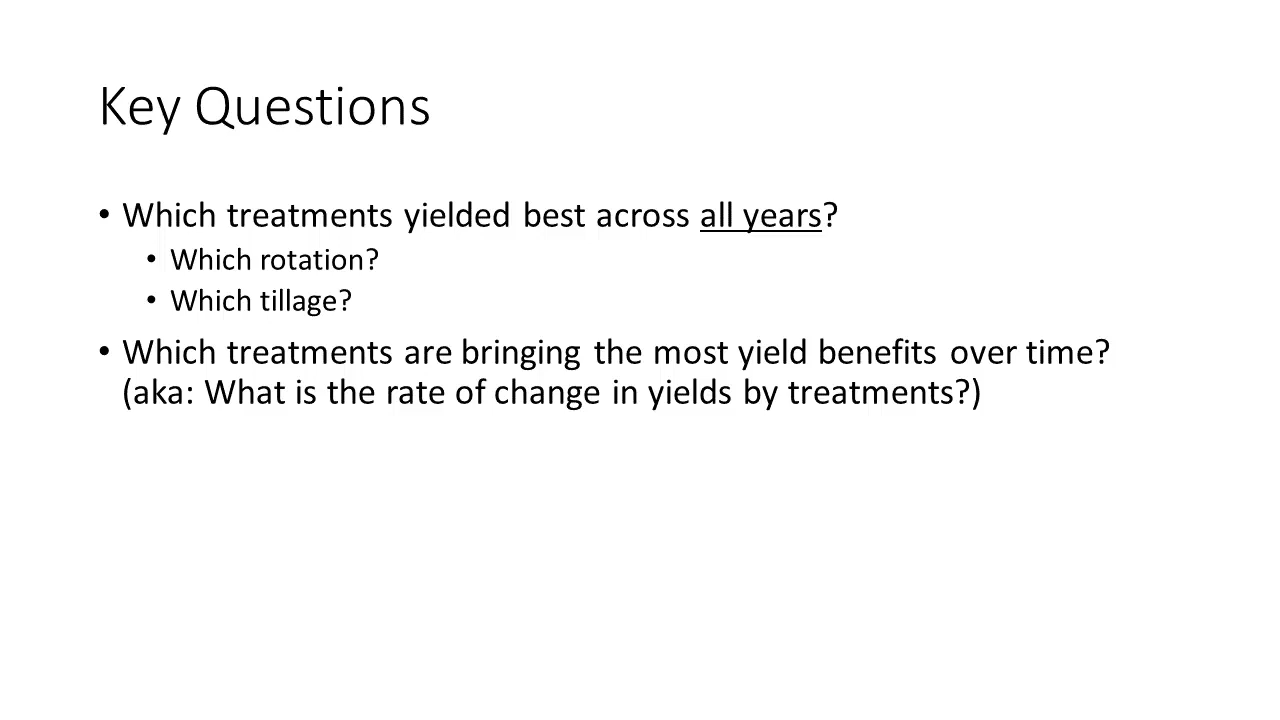 Key Questions
• Which treatments yielded best across all years?
• Which rotation?
• Which tillage?
• Which treatments are bringing the most yield benefits over time?
(aka: What is the rate of change in yields by treatments?)